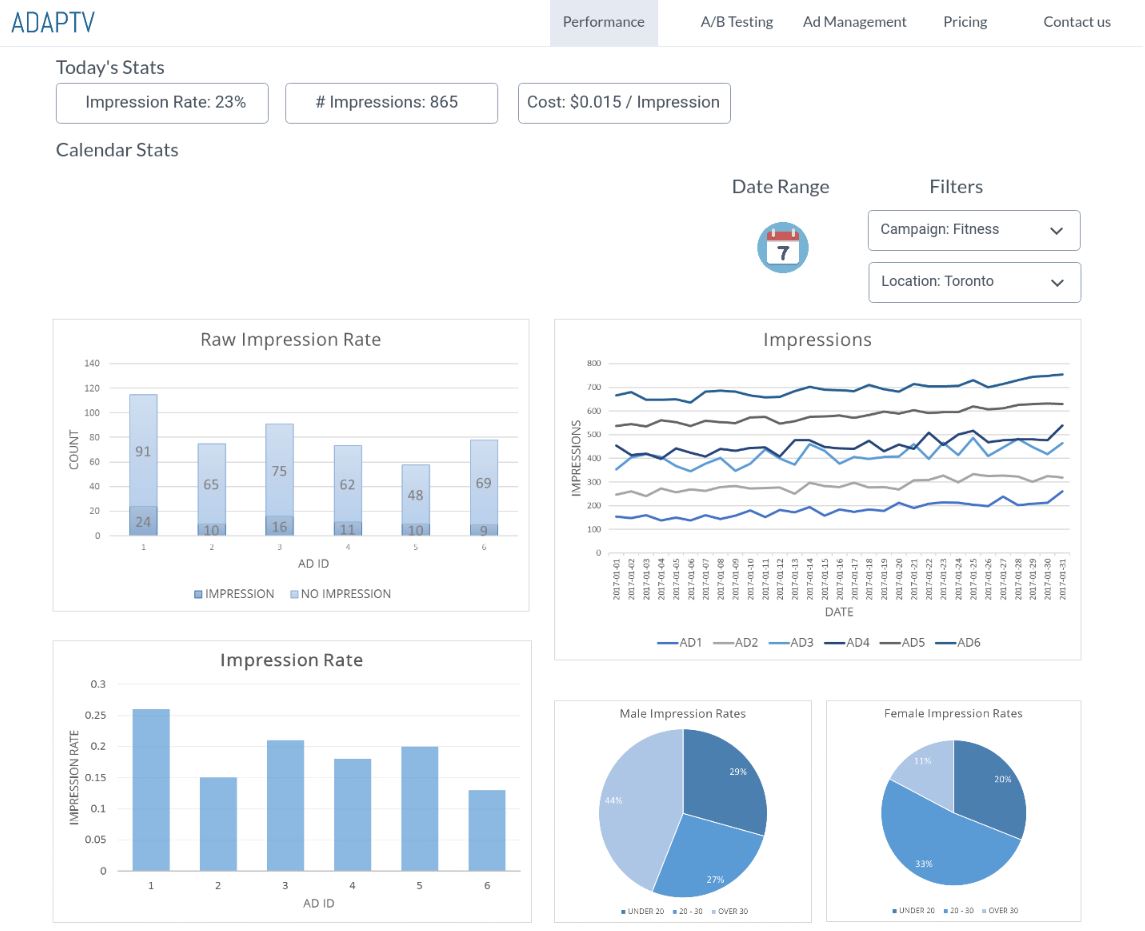 ADAPTV
Performance
A/B Testing
Ad Management
Pricing
Contact us
Today's Stats
Impression Rate: 23%
# Impressions: 865
Cost: $0.015 / Impression
Calendar Stats
Date Range
Filters
7
Campaign: Fitness
Location: Toronto
Raw Impression Rate
COUNT
140
120
100
80
60
40
20
0
91
65
75
62
48
69
24
10
16
11
10
9
1 2 3 4 5 6
AD ID
IMPRESSION NO IMPRESSION
Impressions
IMPRESSIONS
800
700
600
500
400
300
200
100
0
2017-01-01
2017-01-02
2017-01-03
2017-01-04
2017-01-05
2017-01-06
2017-01-07
2017-01-08
2017-01-09
2017-01-10
2017-01-11
2017-01-12
2017-01-13
2017-01-14
2017-01-15
2017-01-16
2017-01-17
2017-01-18
2017-01-19
2017-01-20
2017-01-21
2017-01-22
2017-01-23
2017-01-24
2017-01-25
2017-01-26
2017-01-27
2017-01-28
2017-01-29
2017-01-30
2017-01-31
DATE
AD1 AD2 AD3 AD4 AD5 AD6
Impression Rate
IMPRESSION RATE
0.3
0.25
0.2
0.15
0.1
0.05
0
1 2 3 4 5 6
AD ID
Male Impression Rates
29%
44%
27%
UNDER 20 20 - 30 OVER 30
Female Impression Rates
11%
20%
33%
UNDER 20 20 - 30 OVER 30